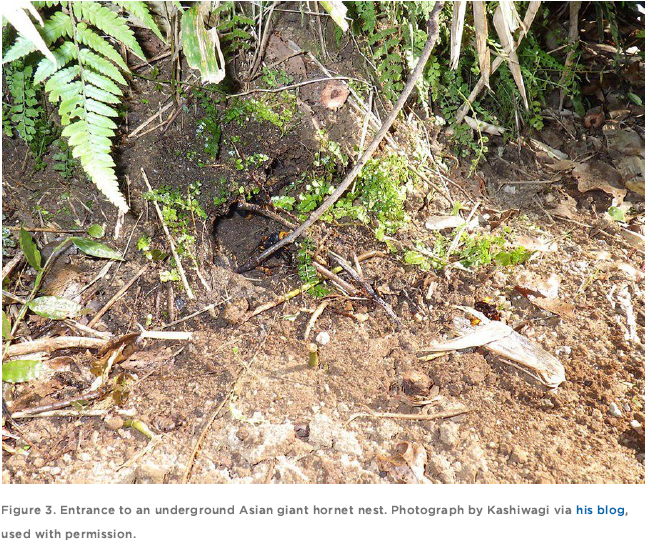 Figure 3. Entrance to an underground Asian giant hornet nest. Photograph by Kashiwagi via his blog,
used with permission.